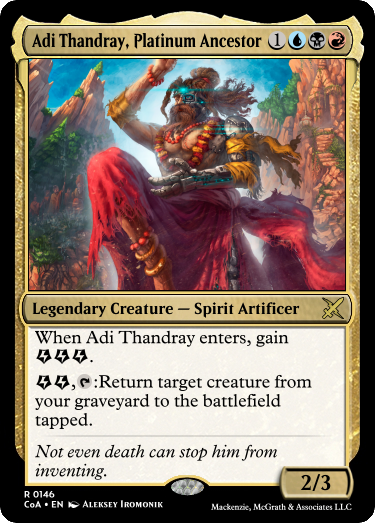 Adi Thandray, Platinum Ancestor 1
Legendary Creature — Spirit Artificer
When Adi Thandray enters, gain
.
, :Return target creature from
your graveyard to the battlefield
tapped.
Not even death can stop him from
inventing.
2/3
R 0146
CoA • EN Aleksey Iromonik
Mackenzie, McGrath & Associates LLC